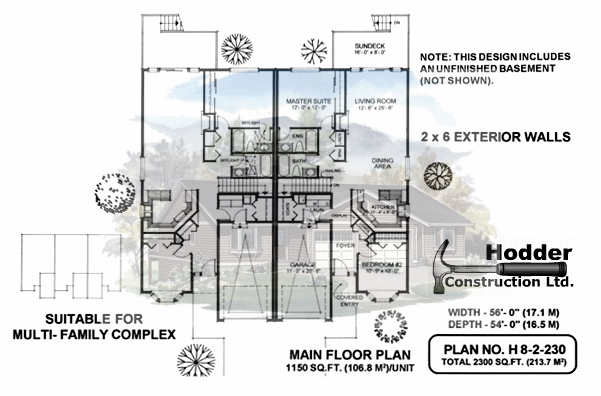 DN
DN
SUNDECK
16'- 0" x 8'- 0"
NOTE: THIS DESIGN INCLUDES
AN UNFINISHED BASEMENT
(NOT SHOWN).
MASTER SUITE
12'- 0" x 12'- 0"
LIVING ROOM
12'- 6" x 25'- 6"
SKYLIGHT
ENS
2 x 6 EXTERIOR WALLS
SKYLIGHT
BATH
DINING
AREA
RAILING
KITCHEN
LAUN
DISPLAY
FOYER
GARAGE
11'- 0" x 20'- 6"
BEDROOM #2
COVERED
ENTRY
Hodder
Construction Ltd.
SUITABLE FOR
MULTI- FAMILY COMPLEX
WIDTH - 56'- 0" (17.1 M)
DEPTH - 54'- 0" (16.5 M)
MAIN FLOOR PLAN
1150 SQ.FT. (106.8 M²)/UNIT
PLAN NO. H 8-2-230
TOTAL 2300 SQ.FT. (213.7 M²)